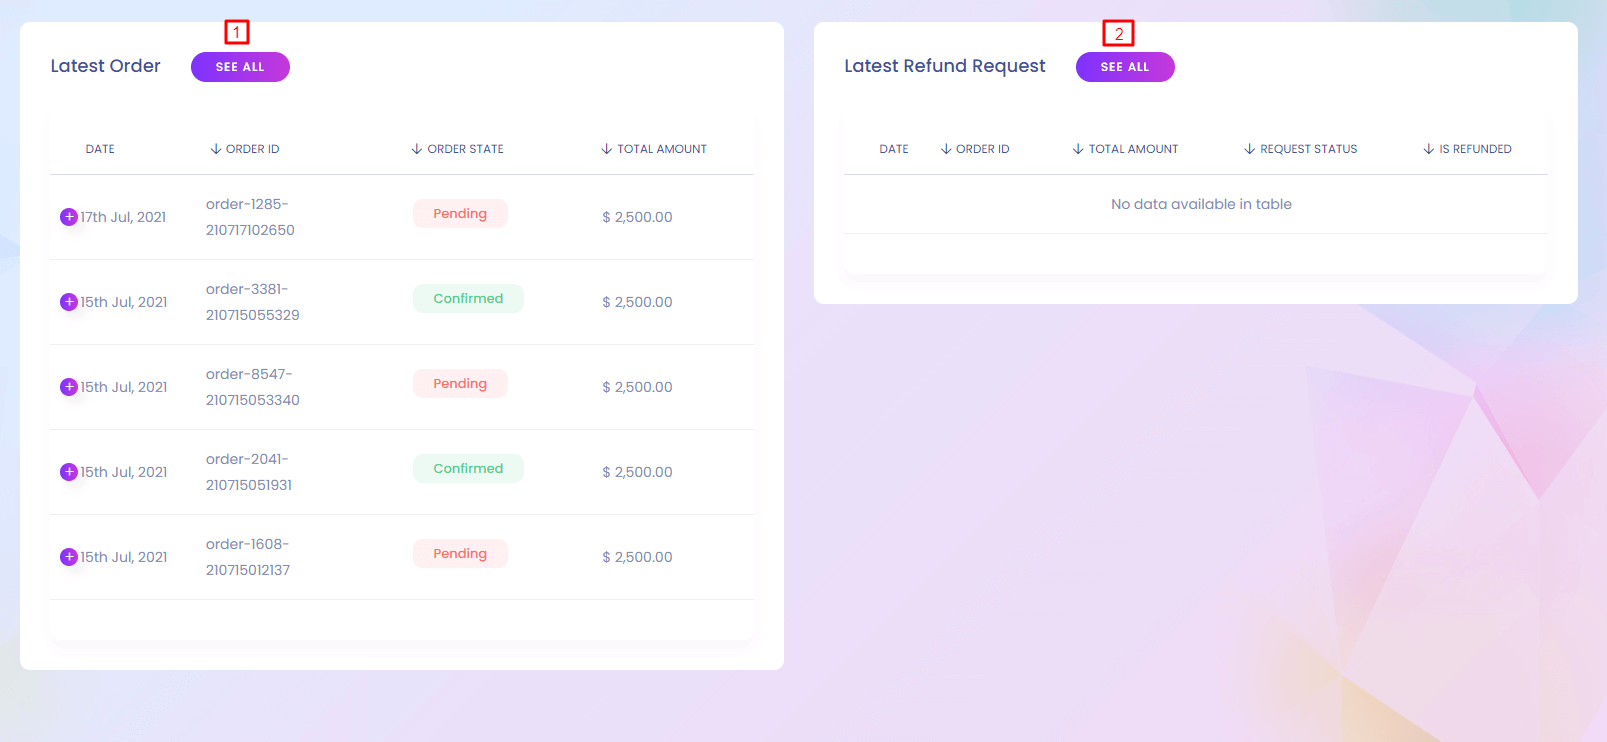 1
Latest Order
SEE ALL
DATE
ORDER ID
ORDER STATE
TOTAL AMOUNT
17th Jul, 2021
order-1285-
210717102650
Pending
$ 2,500.00
15th Jul, 2021
order-3381-
210715055329
Confirmed
$ 2,500.00
15th Jul, 2021
order-8547-
210715053340
Pending
$ 2,500.00
15th Jul, 2021
order-2041-
210715051931
Confirmed
$ 2,500.00
15th Jul, 2021
order-1608-
210715012137
Pending
$ 2,500.00
2
Latest Refund Request
SEE ALL
DATE
ORDER ID
TOTAL AMOUNT
REQUEST STATUS
IS REFUNDED
No data available in table